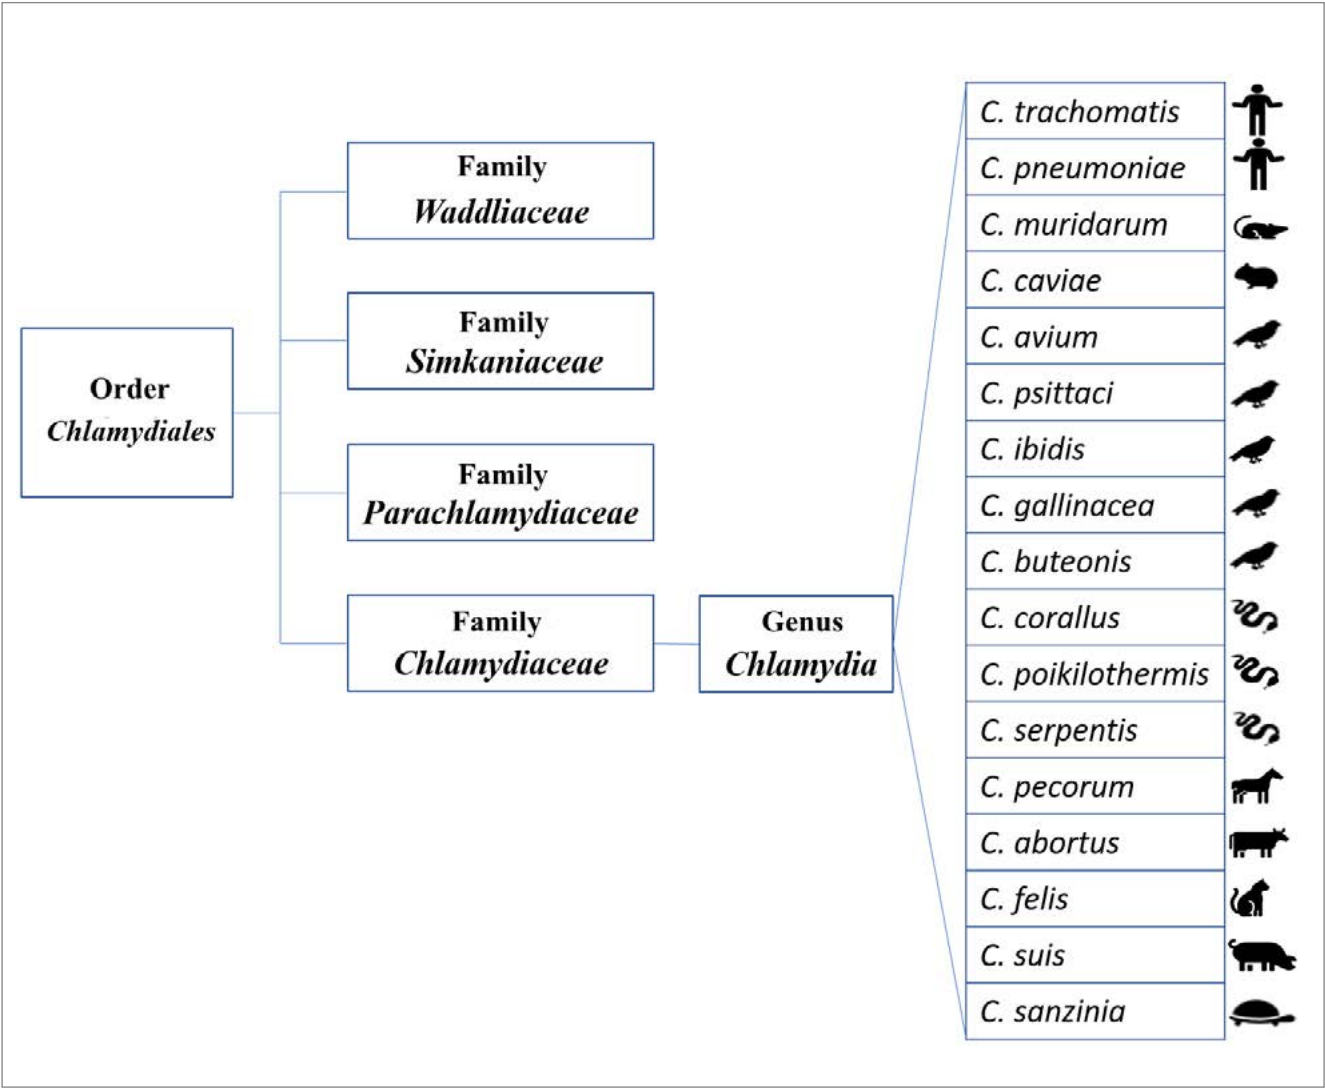 Order
Chlamydiales
Family
Waddliaceae
Family
Simkaniaceae
Family
Parachlamydiaceae
Family
Chlamydiaceae
Genus
Chlamydia
C. trachomatis
C. pneumoniae
C. muridarum
C. caviae
C. avium
C. psittaci
C. ibidis
C. gallinacea
C. buteonis
C. corallus
C. poikilothermis
C. serpentis
C. pecorum
C. abortus
C. felis
C. suis
C. sanzinia